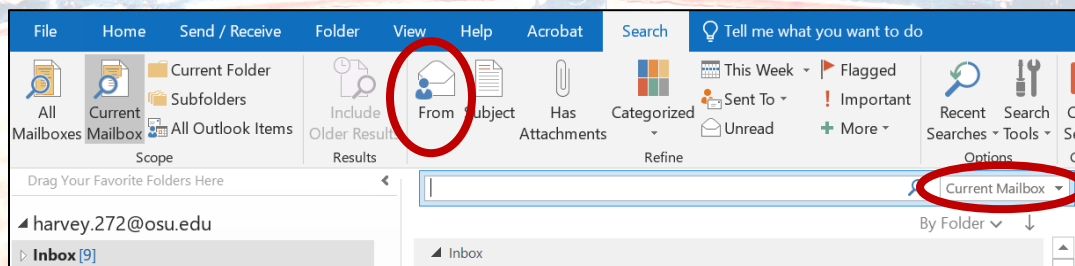 File Home Send / Receive Folder View Help Acrobat Search Tell me what you want to do
All Mailboxes
Current Mailbox
Current Folder
Subfolders
All Outlook Items
Scope
Include Older Results
Results
From
Subject
Has Attachments
Categorized
This Week
Sent To
Unread
Flagged
! Important
+ More
Refine
Recent Searches
Search Tools
Options
Drag Your Favorite Folders Here
Current Mailbox
harvey.272@osu.edu
By Folder
Inbox [9]
Inbox